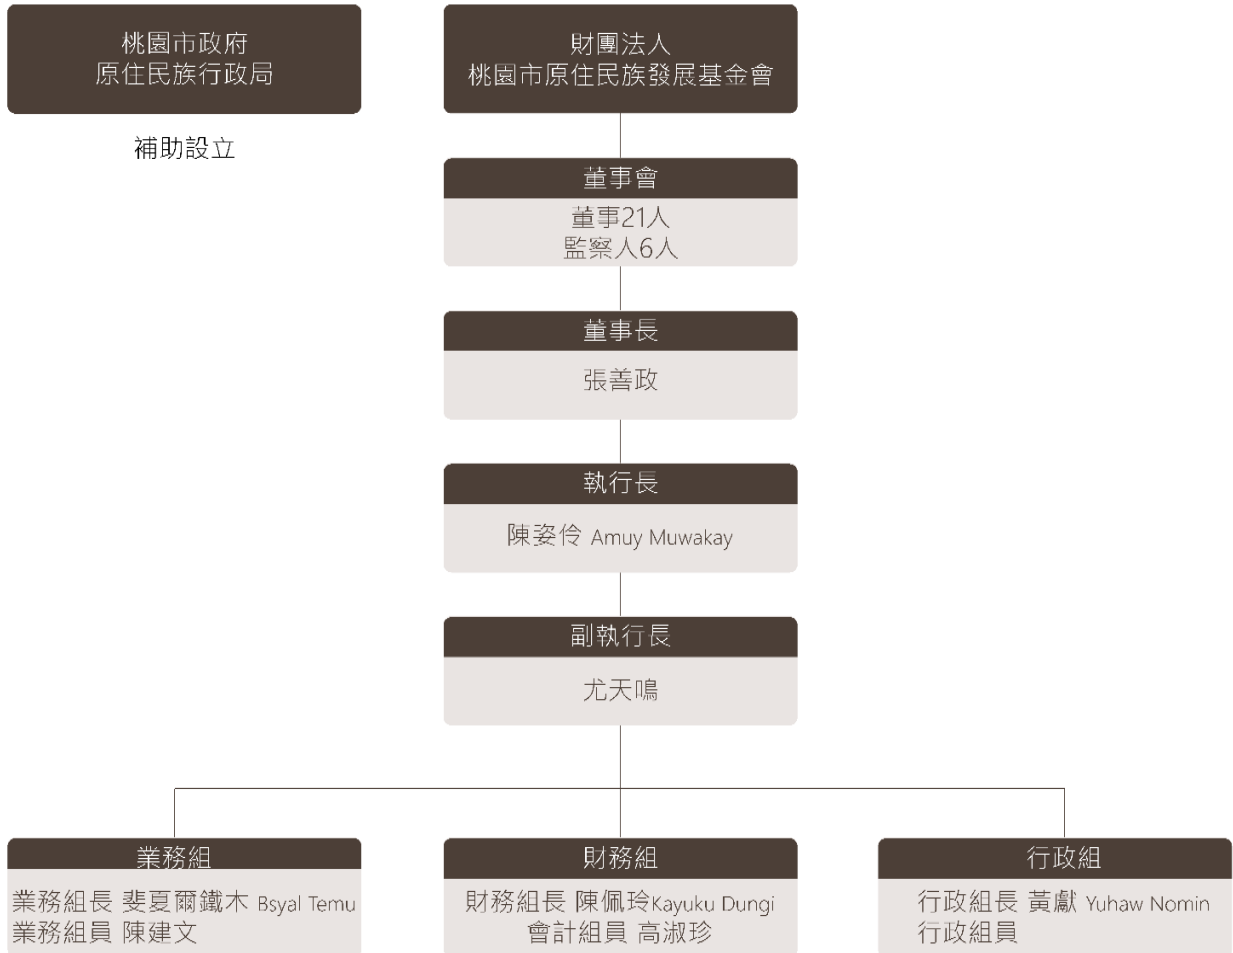 桃園市政府
原住民族行政局
補助設立
財團法人
桃園市原住民族發展基金會
董事會
董事21人
監察人6人
董事長
張善政
執行長
陳姿伶 Amuy Muwakay
副執行長
尤天鳴
業務組
業務組長 斐夏爾鐵木 Bsyal Temu
業務組員 陳建文
財務組
財務組長 陳佩玲Kayuku Dungi
會計組員 高淑珍
行政組
行政組長 黃獻 Yuhaw Nomin
行政組員